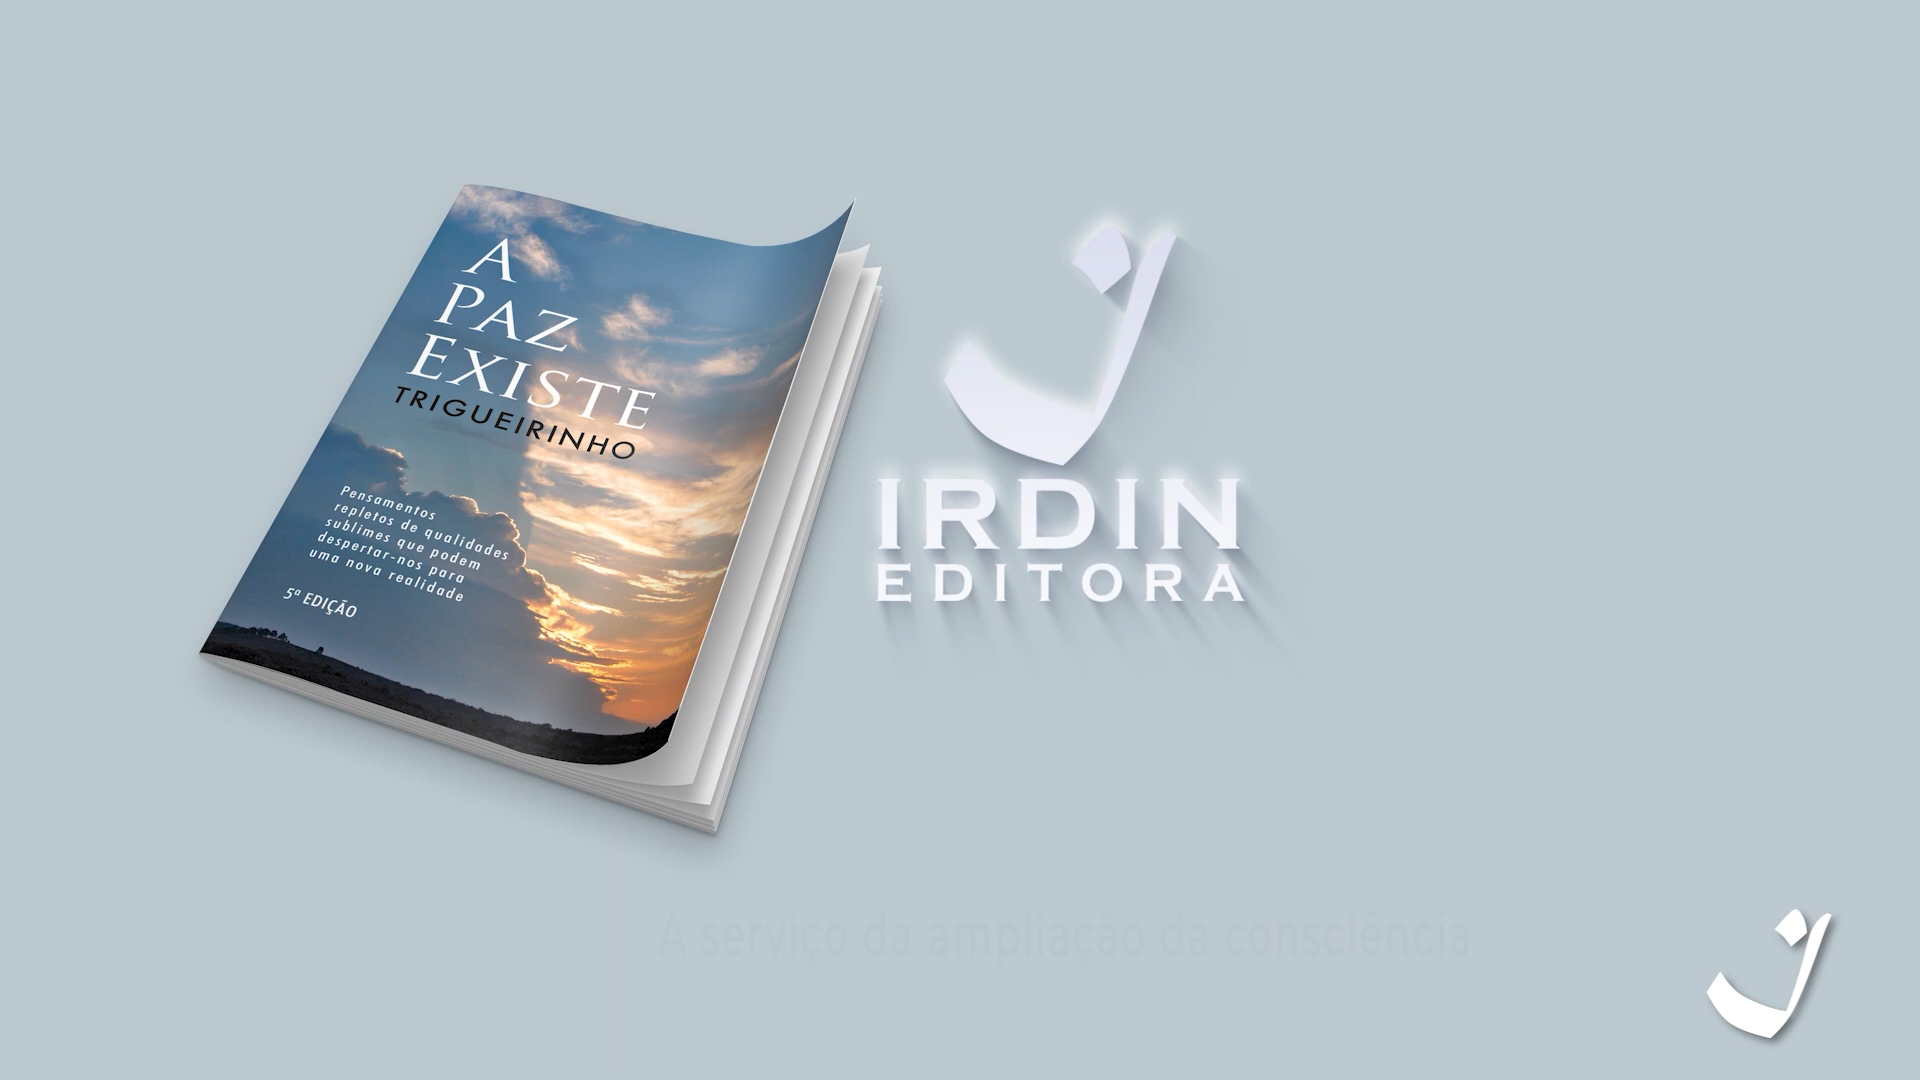 A
PAZ
EXISTE
TRIGUEIRINHO
Pensamentos
repletos de qualidades
sublimes que podem
despertar-nos para
uma nova realidade
5ª EDIÇÃO
IRDIN
EDITORA
A serviço da ampliação da consciência